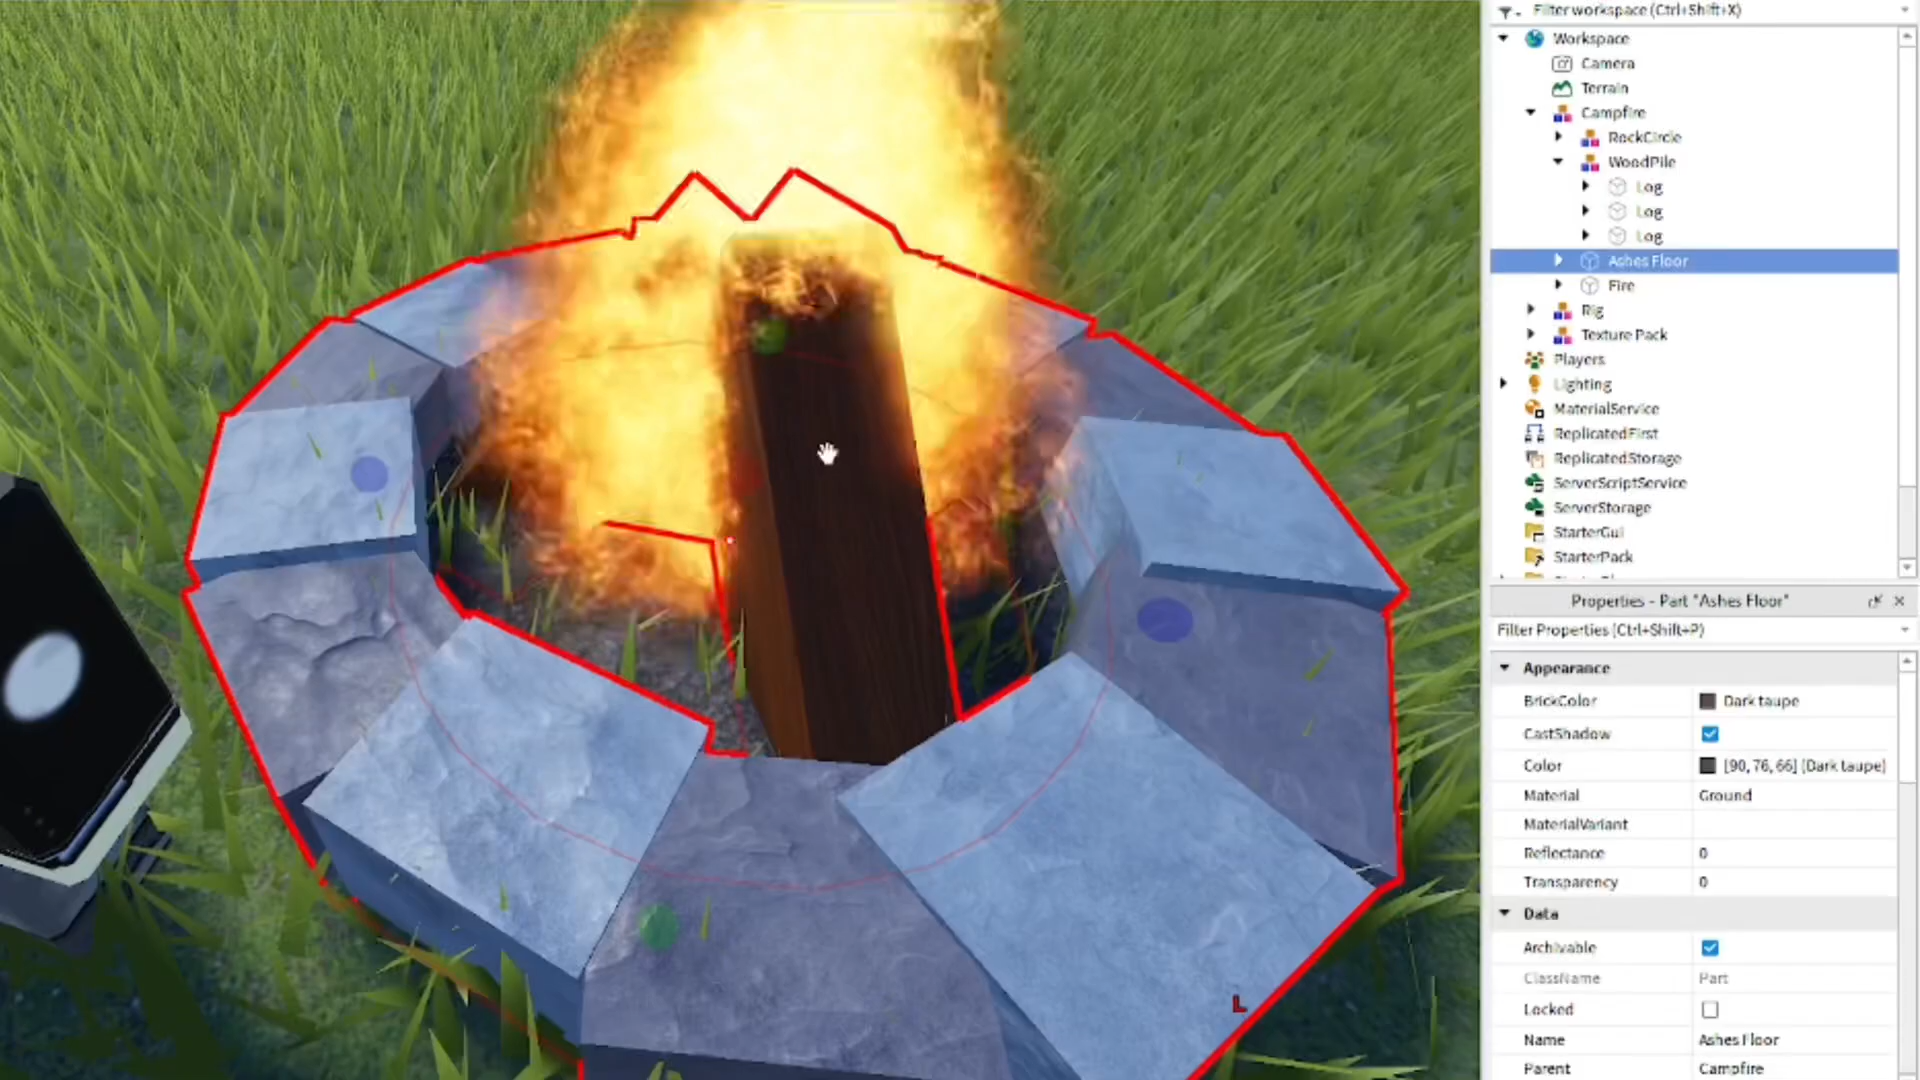 Filter workspace (Ctrl+Shift+X)
Workspace
Camera
Terrain
Campfire
RockCircle
WoodPile
Log
Log
Log
Ashes Floor
Fire
Rig
Texture Pack
Players
Lighting
MaterialService
ReplicatedFirst
ReplicatedStorage
ServerScriptService
ServerStorage
StarterGui
StarterPack
Properties - Part "Ashes Floor"
Filter Properties (Ctrl+Shift+P)
Appearance
BrickColor Dark taupe
CastShadow
Color [90, 76, 66] (Dark taupe)
Material Ground
MaterialVariant
Reflectance 0
Transparency 0
Data
Archivable
ClassName Part
Locked
Name Ashes Floor
Parent Campfire
L